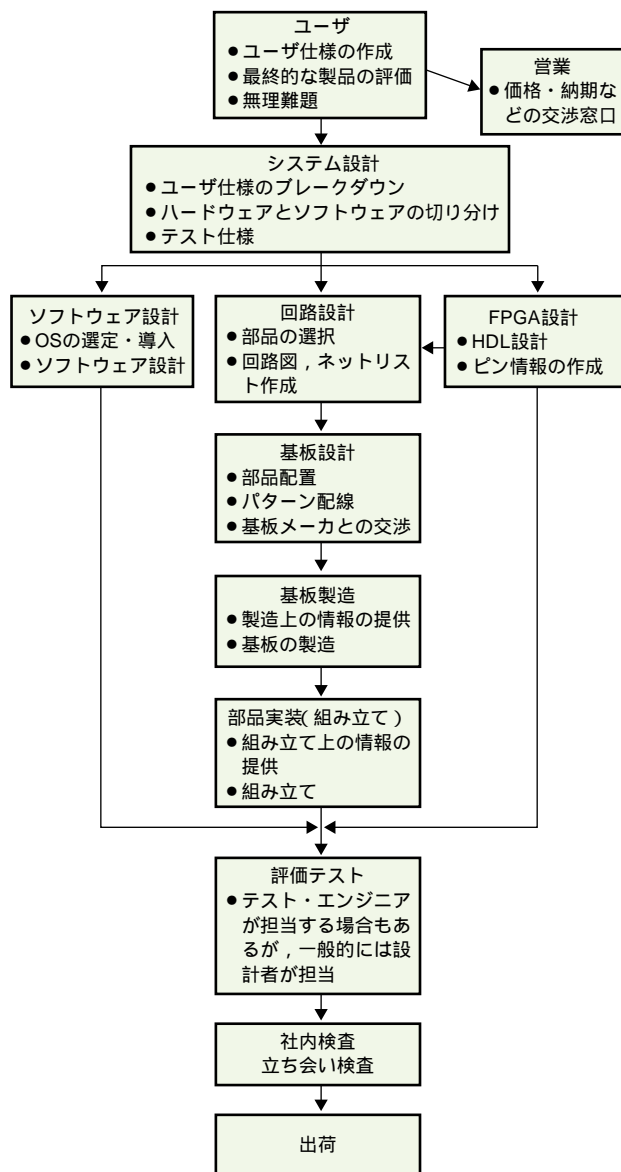 ユーザ
● ユーザ仕様の作成
● 最終的な製品の評価
● 無理難題
営業
● 価格・納期な
どの交渉窓口
システム設計
● ユーザ仕様のブレークダウン
● ハードウェアとソフトウェアの切り分け
● テスト仕様
ソフトウェア設計
● OSの選定・導入
● ソフトウェア設計
回路設計
● 部品の選択
● 回路図，ネットリス
ト作成
FPGA設計
● HDL設計
● ピン情報の作成
基板設計
● 部品配置
● パターン配線
● 基板メーカとの交渉
基板製造
● 製造上の情報の提供
● 基板の製造
部品実装(組み立て)
● 組み立て上の情報の
提供
● 組み立て
評価テスト
● テスト・エンジニア
が担当する場合もあ
るが，一般的には設
計者が担当
社内検査
立ち会い検査
出荷